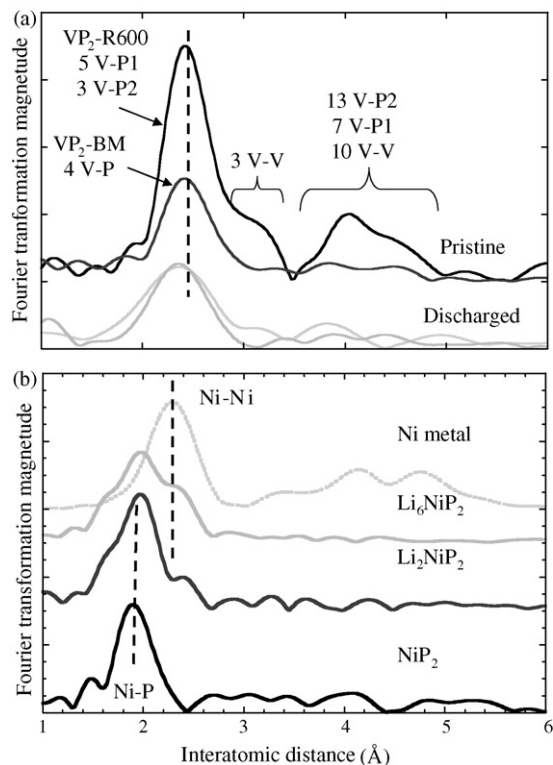 (a)
VP2-R600
5 V-P1
3 V-P2
VP2-BM
4 V-P
3 V-V
13 V-P2
7 V-P1
10 V-V
Pristine
Discharged
Fourier tranformation magnetude
(b)
Ni-Ni
Ni metal
Li6NiP2
Li2NiP2
NiP2
Ni-P
Fourier transformation magnetude
1 2 3 4 5 6
Interatomic distance (Å)